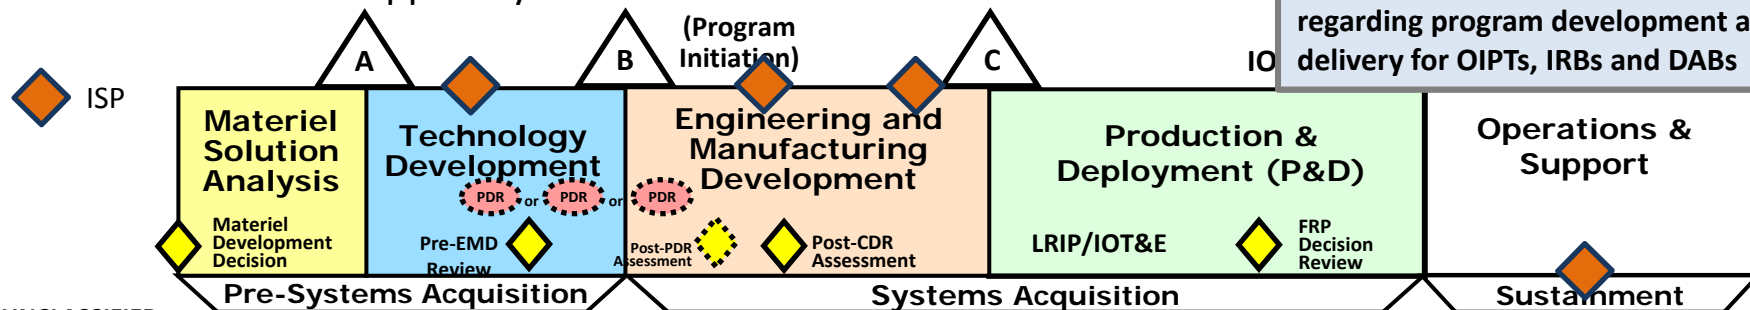 (Program
Initiation)
regarding program development a
delivery for OIPTs, IRBs and DABs
A
B
C
IO
ISP
Materiel
Solution
Analysis
Technology
Development
Engineering and
Manufacturing
Development
Production &
Deployment (P&D)
Operations &
Support
PDR or PDR or PDR
Materiel
Development
Decision
Pre-EMD
Review
Post-PDR
Assessment
Post-CDR
Assessment
LRIP/IOT&E
FRP
Decision
Review
Pre-Systems Acquisition
Systems Acquisition
Sustainment